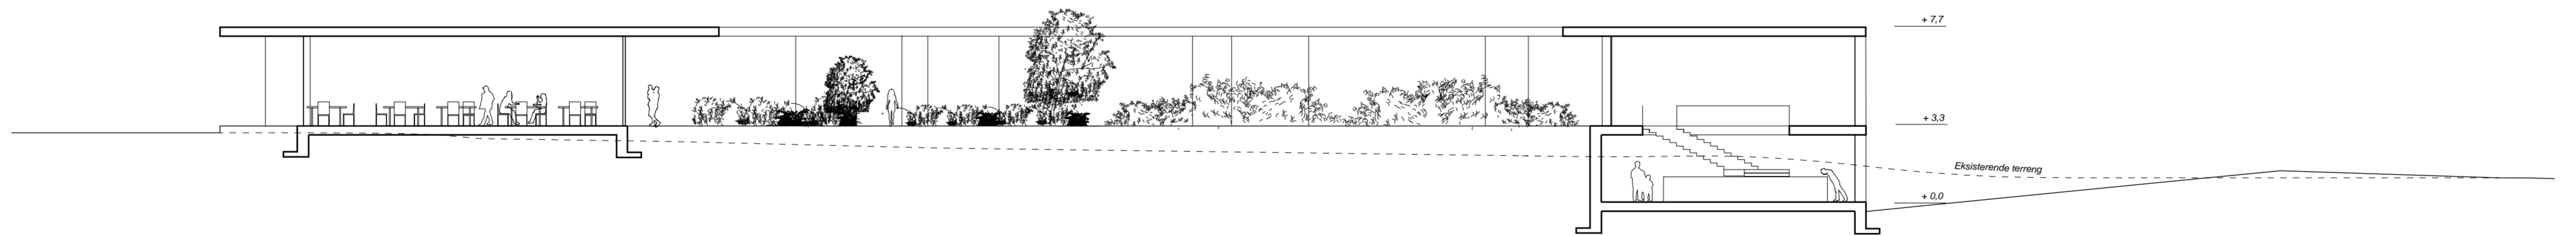 + 7,7
+ 3,3
Eksisterende terreng
+ 0,0